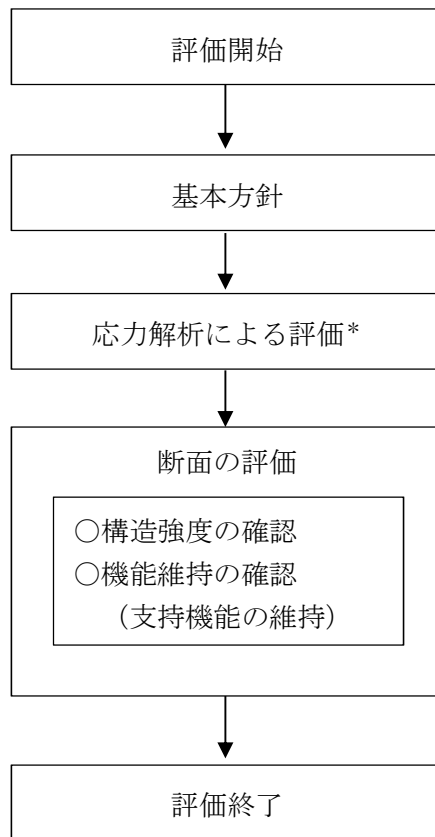 評価開始
基本方針
応力解析による評価*
断面の評価
○構造強度の確認
○機能維持の確認
（支持機能の維持）
評価終了